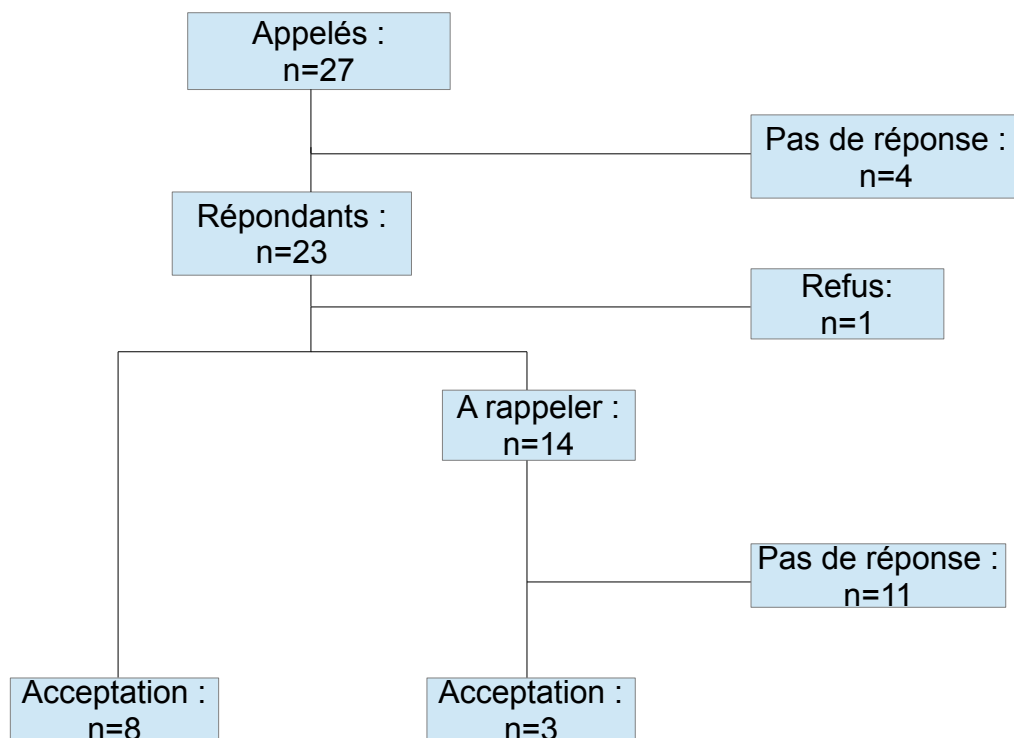 Appelés :
n=27
Pas de réponse :
n=4
Répondants :
n=23
Refus:
n=1
A rappeler :
n=14
Pas de réponse :
n=11
Acceptation :
n=8
Acceptation :
n=3